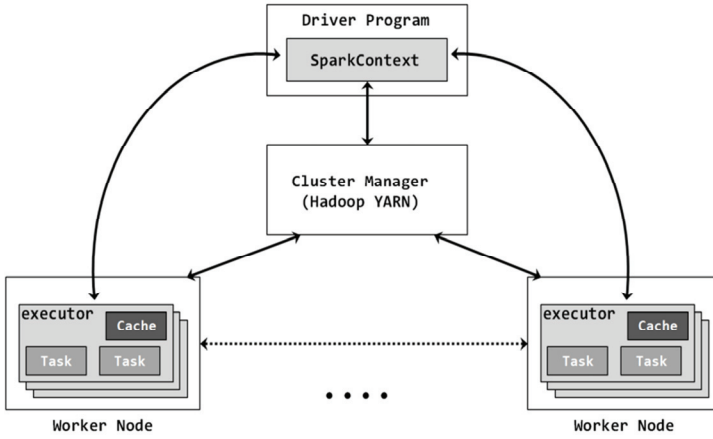 Driver Program
SparkContext
Cluster Manager
(Hadoop YARN)
executor
Cache
Task Task
Worker Node
executor
Cache
Task Task
Worker Node